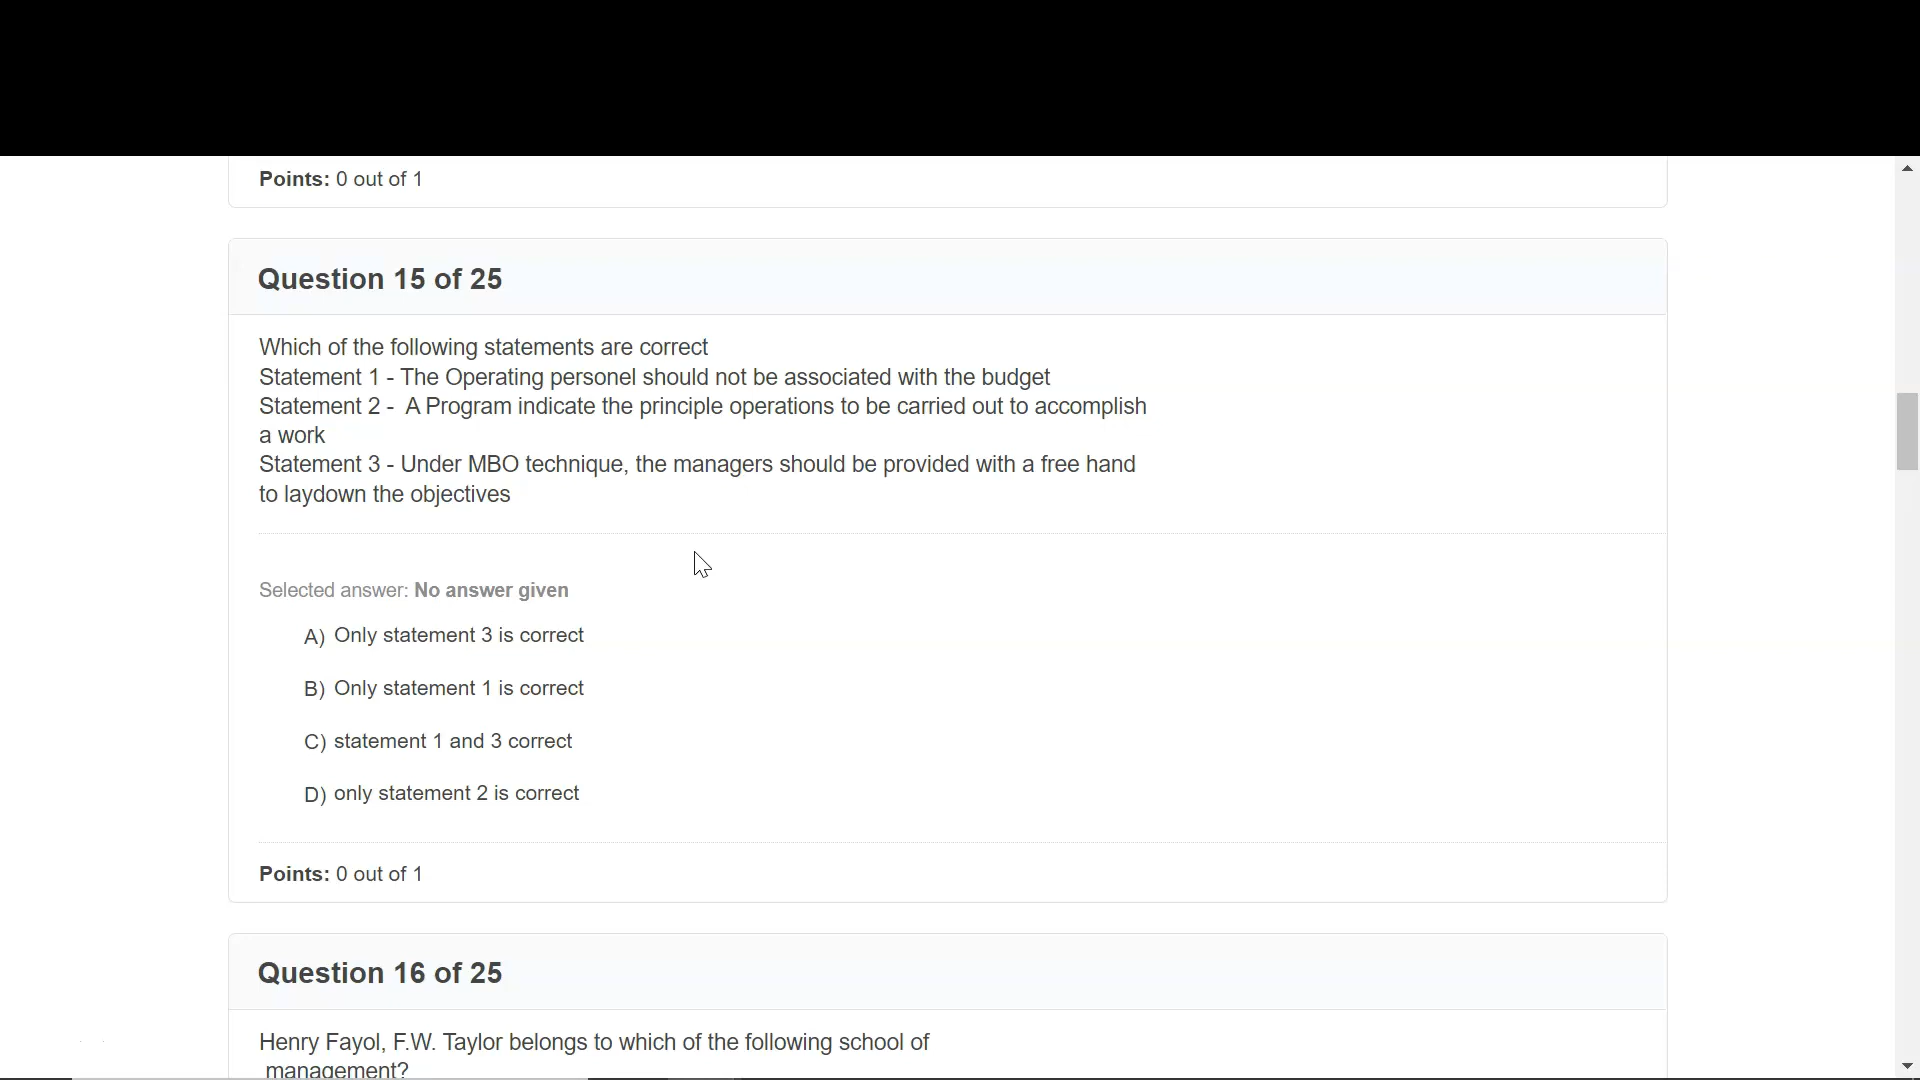 Points: 0 out of 1
Question 15 of 25
Which of the following statements are correct
Statement 1 - The Operating personel should not be associated with the budget
Statement 2 -  A Program indicate the principle operations to be carried out to accomplish
a work
Statement 3 - Under MBO technique, the managers should be provided with a free hand
to laydown the objectives
Selected answer: No answer given
A) Only statement 3 is correct
B) Only statement 1 is correct
C) statement 1 and 3 correct
D) only statement 2 is correct
Points: 0 out of 1
Question 16 of 25
Henry Fayol, F.W. Taylor belongs to which of the following school of
management?